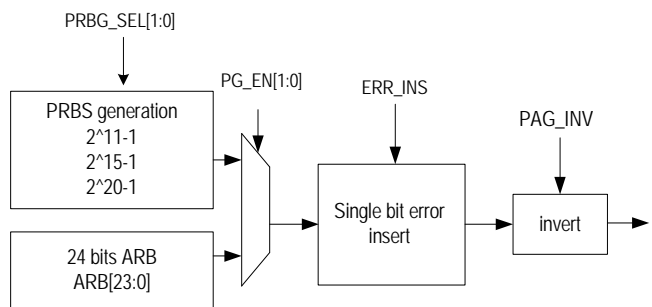 PRBG_SEL[1:0]
PG_EN[1:0]
ERR_INS
PAG_INV
PRBS generation
2^11-1
2^15-1
2^20-1
24 bits ARB
ARB[23:0]
Single bit error
insert
invert